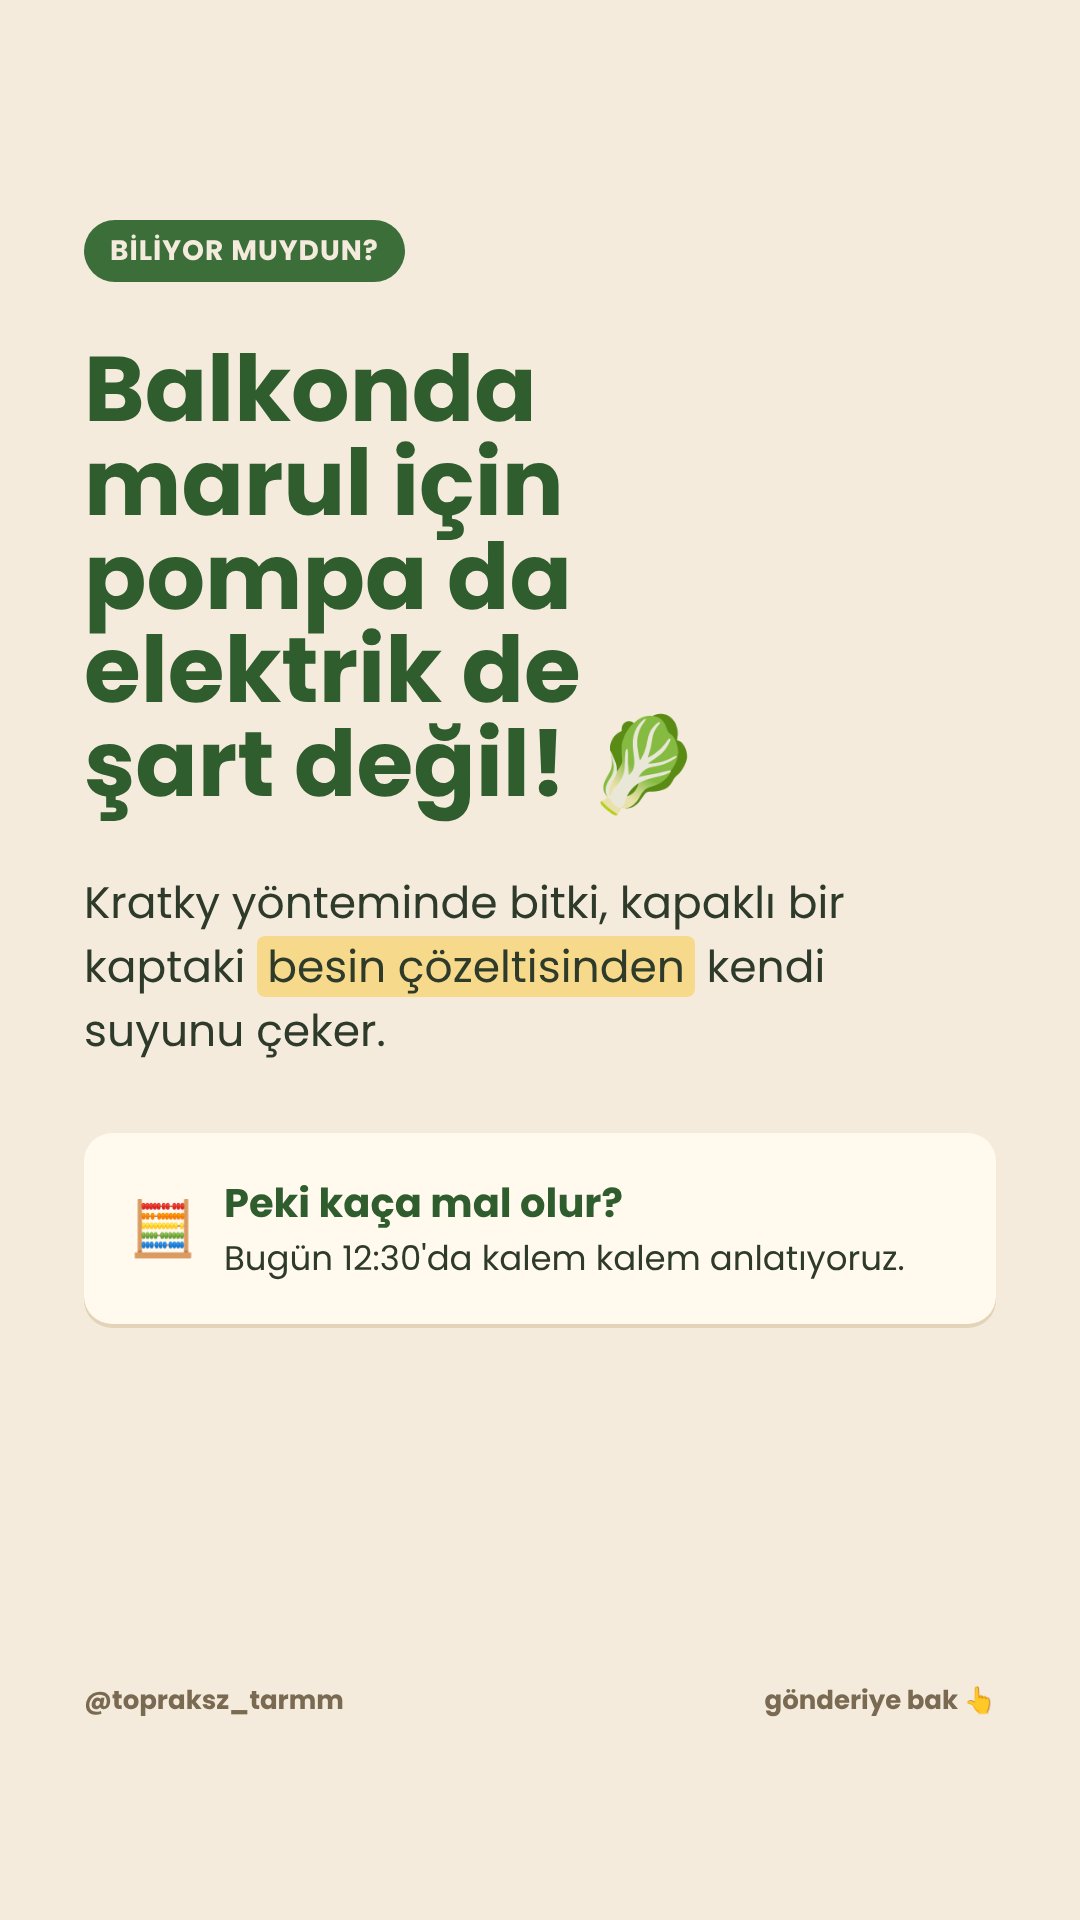 BİLİYOR MUYDUN?
Balkonda
marul için
pompa da
elektrik de
şart değil! 🥬
Kratky yönteminde bitki, kapaklı bir
kaptaki besin çözeltisinden kendi
suyunu çeker.
🧮 Peki kaça mal olur?
Bugün 12:30'da kalem kalem anlatıyoruz.
@topraksz_tarmm
gönderiye bak 👆